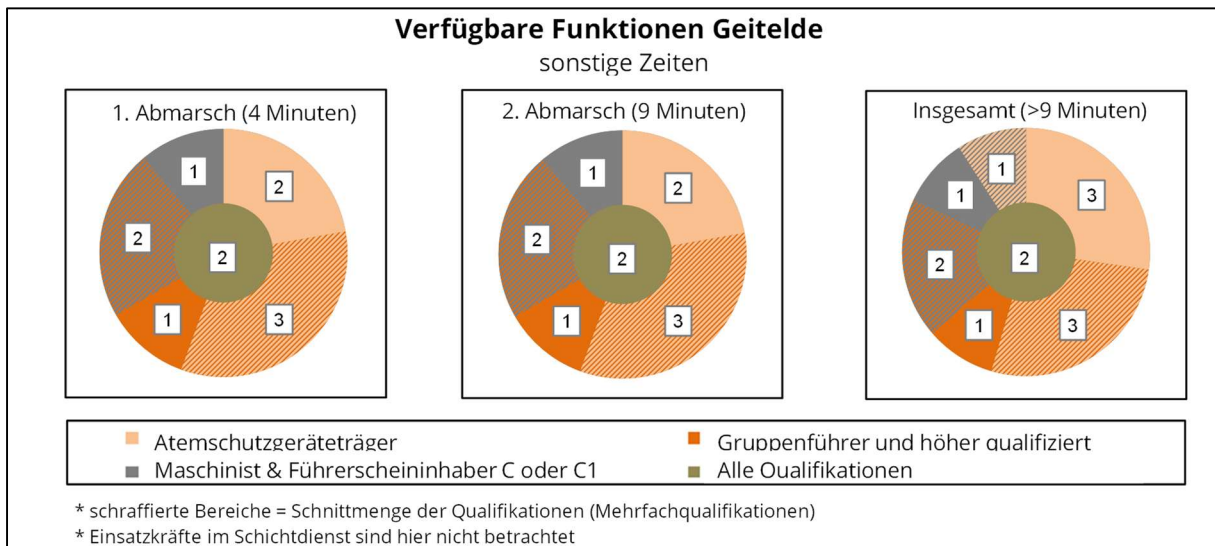 Verfügbare Funktionen Geitelde
sonstige Zeiten
1. Abmarsch (4 Minuten)
1
2
2
2
1
3
2. Abmarsch (9 Minuten)
1
2
2
2
1
3
Insgesamt (>9 Minuten)
1
1
3
2
2
1
3
Atemschutzgeräteträger
Gruppenführer und höher qualifiziert
Maschinist & Führerscheininhaber C oder C1
Alle Qualifikationen
* schraffierte Bereiche = Schnittmenge der Qualifikationen (Mehrfachqualifikationen)
* Einsatzkräfte im Schichtdienst sind hier nicht betrachtet